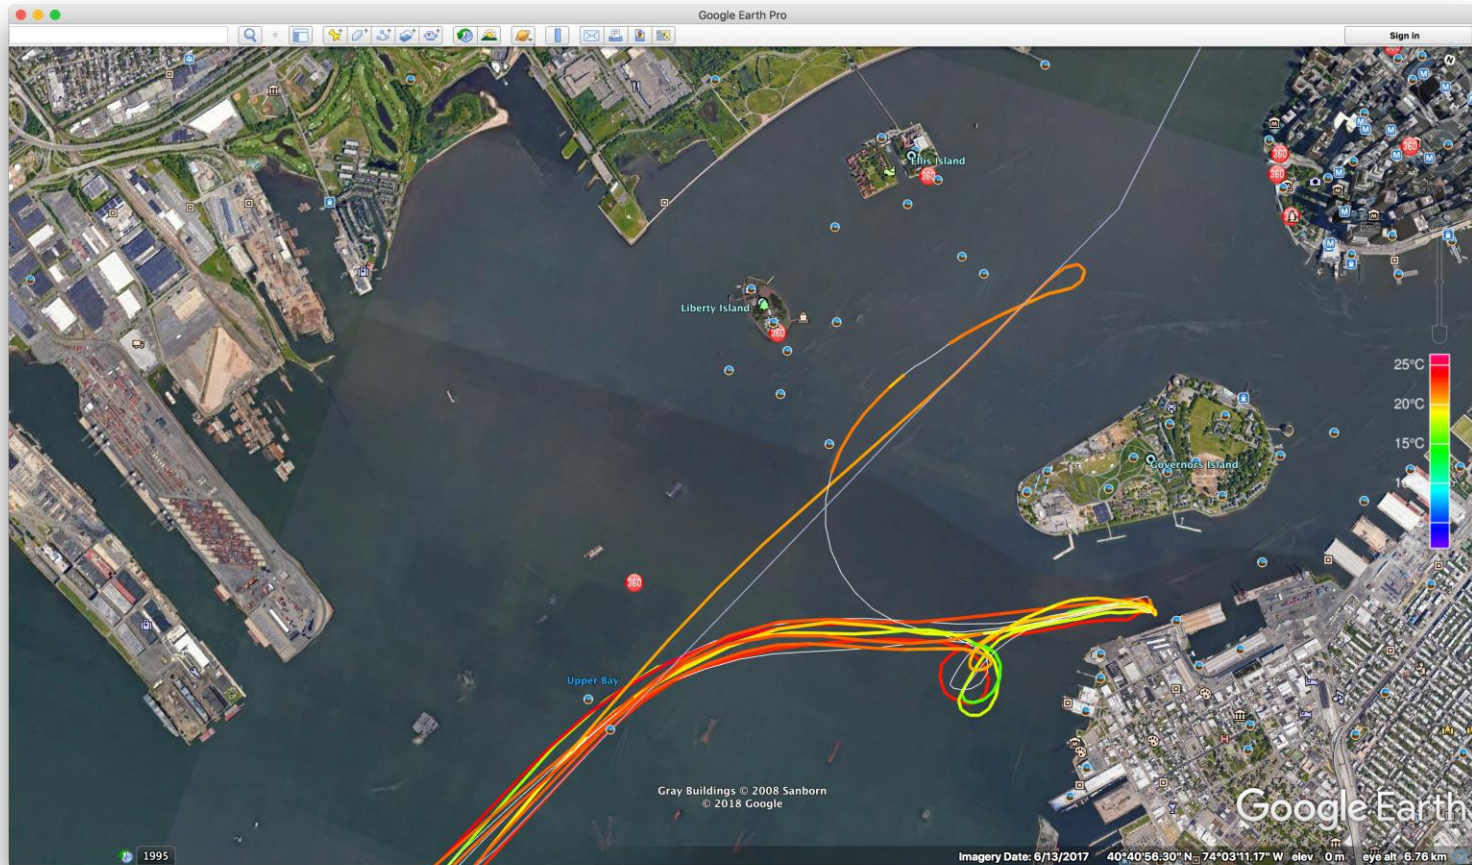 Google Earth Pro
Sign in
Ellis Island
Liberty Island
25°C
20°C
15°C
Governors Island
Upper Bay
Gray Buildings © 2008 Sanborn
© 2018 Google
Google Earth
1995
Imagery Date: 6/13/2017 40°40'56.30" N 74°03'11.17" W elev 0 m eye alt 6.76 km